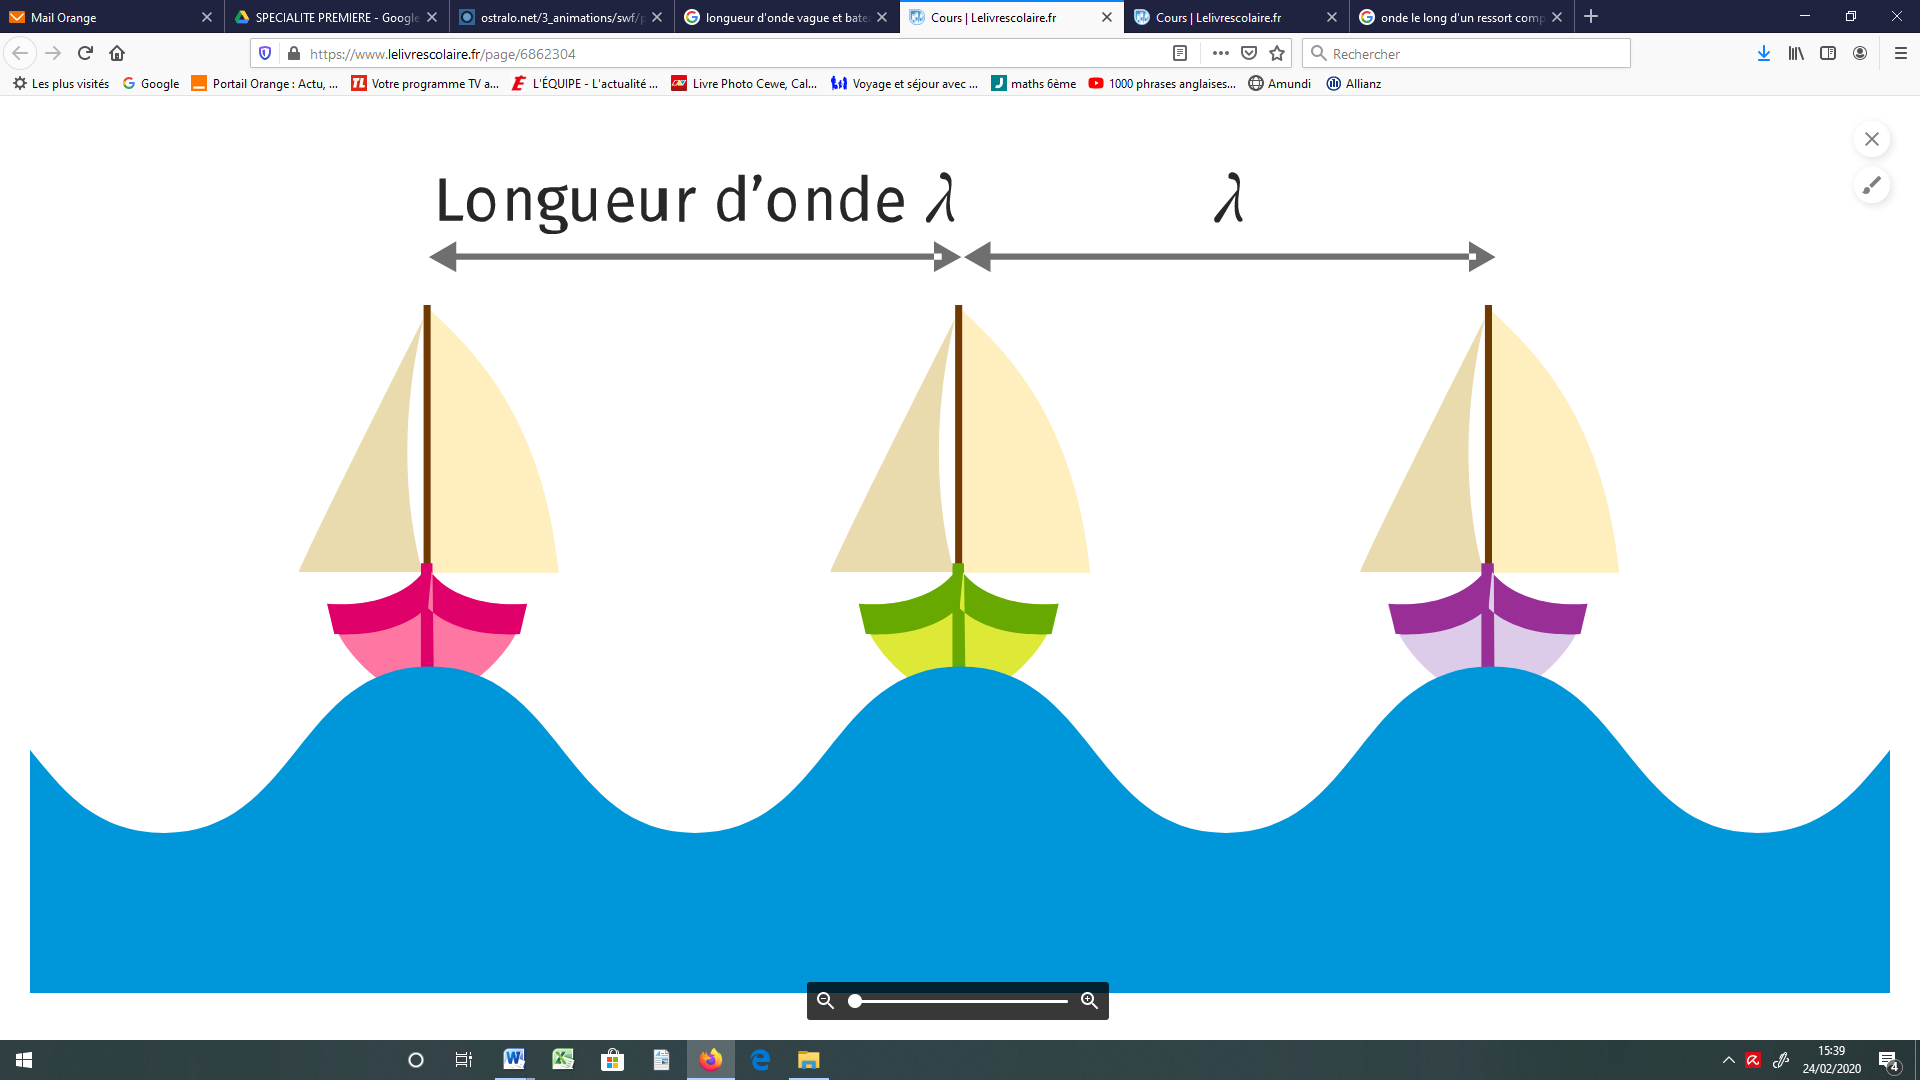 Mail Orange
SPECIALITE PREMIERE - Google
ostralo.net/3_animations/swf/p
longueur d'onde vague et bate
Cours | Lelivrescolaire.fr
Cours | Lelivrescolaire.fr
onde le long d'un ressort comp
https://www.lelivrescolaire.fr/page/6862304
Rechercher
Les plus visités
Google
Portail Orange : Actu, ...
Votre programme TV a...
L'ÉQUIPE - L'actualité ...
Livre Photo Cewe, Cal...
Voyage et séjour avec ...
maths 6ème
1000 phrases anglaises...
Amundi
Allianz
Longueur d'onde λ
λ
15:39
24/02/2020
4